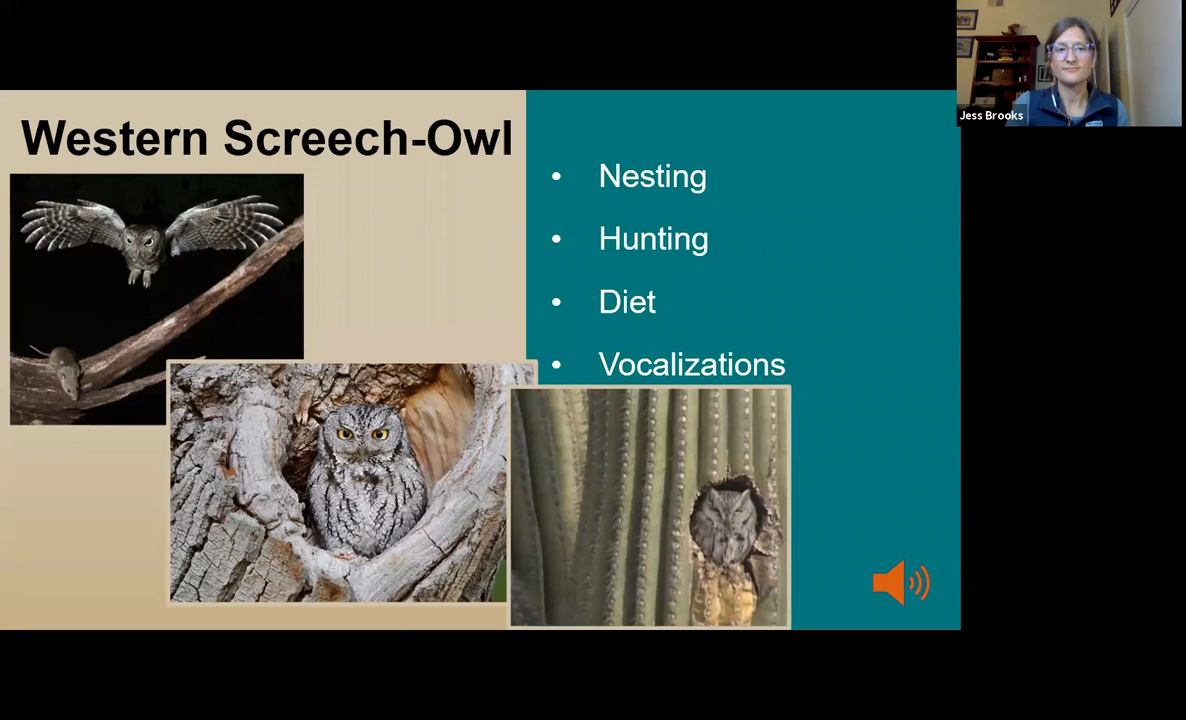 Western Screech-Owl
• Nesting
• Hunting
• Diet
• Vocalizations
Jess Brooks